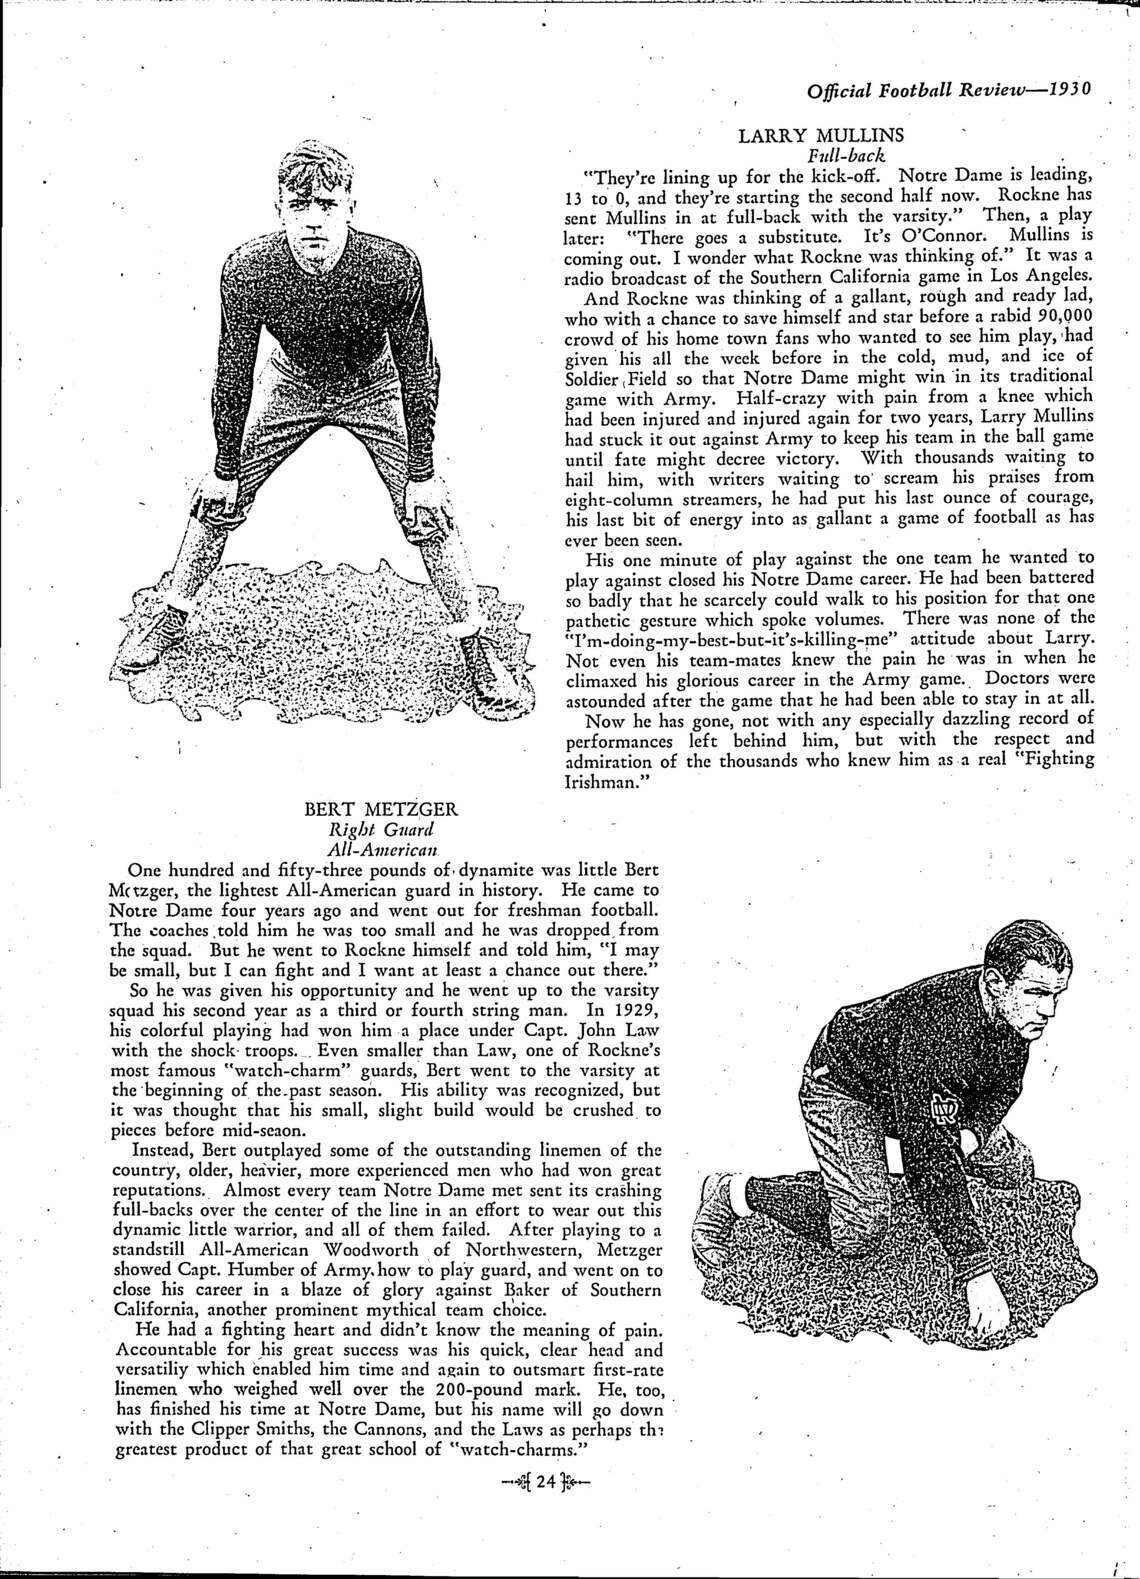 Official Football Review—1930
LARRY MULLINS
Full-back
"They're lining up for the kick-off. Notre Dame is leading,
13 to 0, and they're starting the second half now. Rockne has
sent Mullins in at full-back with the varsity." Then, a play
later: "There goes a substitute. It's O'Connor. Mullins is
coming out. I wonder what Rockne was thinking of." It was a
radio broadcast of the Southern California game in Los Angeles.
And Rockne was thinking of a gallant, rough and ready lad,
who with a chance to save himself and star before a rabid 90,000
crowd of his home town fans who wanted to see him play, had
given his all the week before in the cold, mud, and ice of
Soldier Field so that Notre Dame might win in its traditional
game with Army. Half-crazy with pain from a knee which
had been injured and injured again for two years, Larry Mullins
had stuck it out against Army to keep his team in the ball game
until fate might decree victory. With thousands waiting to
hail him, with writers waiting to scream his praises from
eight-column streamers, he had put his last ounce of courage,
his last bit of energy into as gallant a game of football as has
ever been seen.
His one minute of play against the one team he wanted to
play against closed his Notre Dame career. He had been battered
so badly that he scarcely could walk to his position for that one
pathetic gesture which spoke volumes. There was none of the
"I'm-doing-my-best-but-it's-killing-me" attitude about Larry.
Not even his team-mates knew the pain he was in when he
climaxed his glorious career in the Army game. Doctors were
astounded after the game that he had been able to stay in at all.
Now he has gone, not with any especially dazzling record of
performances left behind him, but with the respect and
admiration of the thousands who knew him as a real "Fighting
Irishman."
BERT METZGER
Right Guard
All-American
One hundred and fifty-three pounds of dynamite was little Bert
Metzger, the lightest All-American guard in history. He came to
Notre Dame four years ago and went out for freshman football.
The coaches told him he was too small and he was dropped from
the squad. But he went to Rockne himself and told him, "I may
be small, but I can fight and I want at least a chance out there."
So he was given his opportunity and he went up to the varsity
squad his second year as a third or fourth string man. In 1929,
his colorful playing had won him a place under Capt. John Law
with the shock troops. Even smaller than Law, one of Rockne's
most famous "watch-charm" guards, Bert went to the varsity at
the beginning of the past season. His ability was recognized, but
it was thought that his small, slight build would be crushed to
pieces before mid-seaon.
Instead, Bert outplayed some of the outstanding linemen of the
country, older, heavier, more experienced men who had won great
reputations. Almost every team Notre Dame met sent its crashing
full-backs over the center of the line in an effort to wear out this
dynamic little warrior, and all of them failed. After playing to a
standstill All-American Woodworth of Northwestern, Metzger
showed Capt. Humber of Army how to play guard, and went on to
close his career in a blaze of glory against Baker of Southern
California, another prominent mythical team choice.
He had a fighting heart and didn't know the meaning of pain.
Accountable for his great success was his quick, clear head and
versatiliy which enabled him time and again to outsmart first-rate
linemen who weighed well over the 200-pound mark. He, too,
has finished his time at Notre Dame, but his name will go down
with the Clipper Smiths, the Cannons, and the Laws as perhaps the
greatest product of that great school of "watch-charms."
24